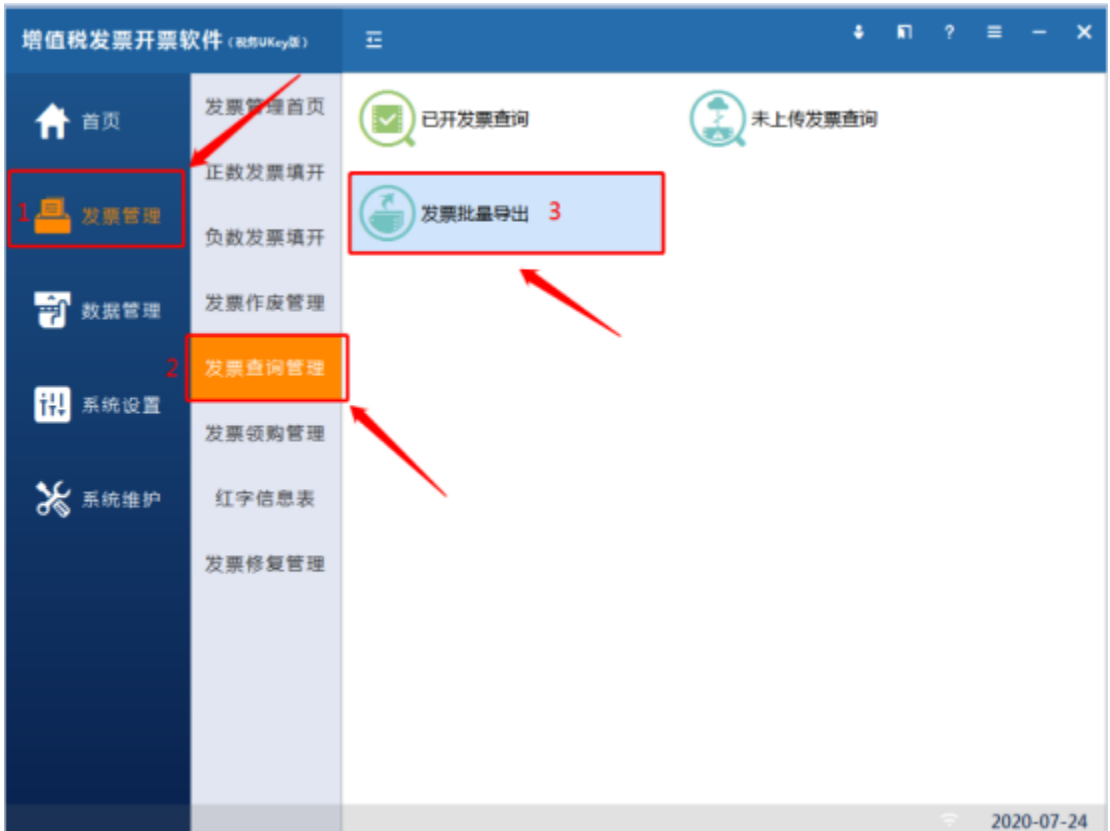 增值税发票开票软件（税务UKey版）
首页
1 发票管理
数据管理
系统设置
系统维护
发票管理首页
正数发票填开
负数发票填开
发票作废管理
2 发票查询管理
发票领购管理
红字信息表
发票修复管理
已开发票查询
未上传发票查询
发票批量导出 3
2020-07-24